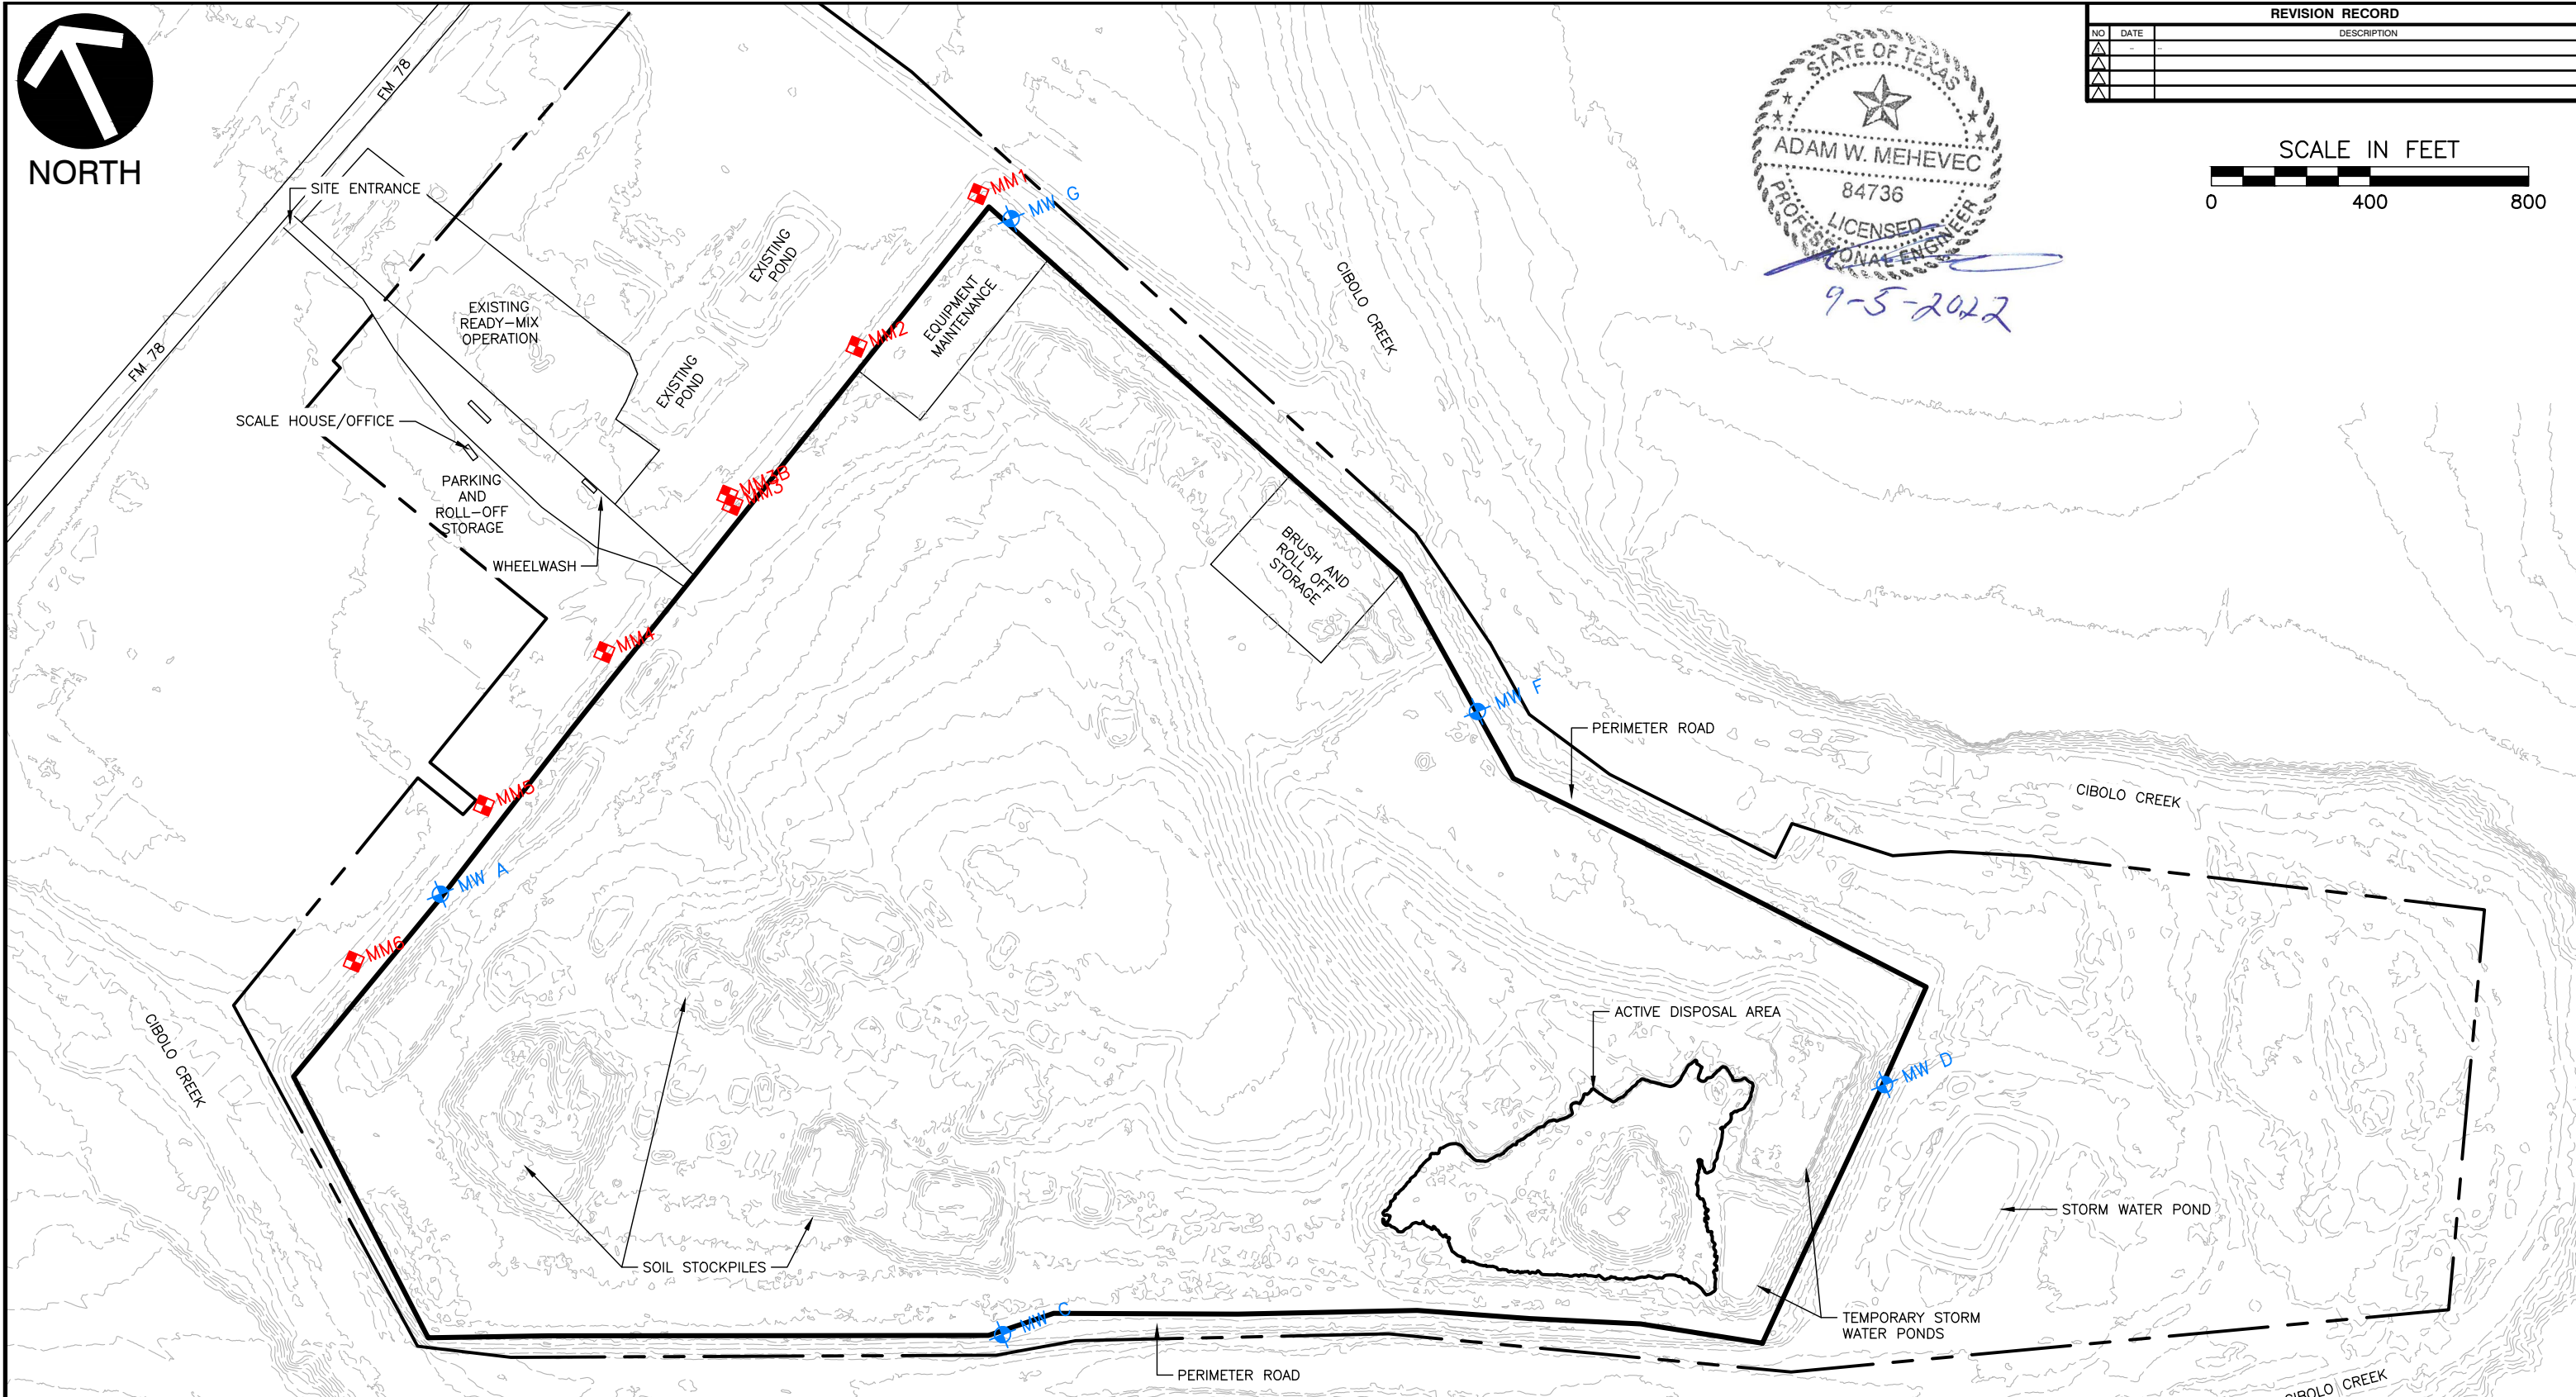 NORTH
FM 78
FM 78
SITE ENTRANCE
EXISTING
READY-MIX
OPERATION
EXISTING
POND
EXISTING
POND
SCALE HOUSE/OFFICE
PARKING
AND
ROLL-OFF
STORAGE
WHEELWASH
EQUIPMENT
MAINTENANCE
MM1
MW G
MM2
MM3B
MM3
MM4
MM5
MW A
MM6
CIBOLO CREEK
BRUSH AND
ROLL OFF
STORAGE
MW F
PERIMETER ROAD
CIBOLO CREEK
STATE OF TEXAS
ADAM W. MEHEVEC
84736
LICENSED
PROFESSIONAL ENGINEER
9-5-2022
REVISION RECORD
NO DATE DESCRIPTION
- -
SCALE IN FEET
0 400 800
CIBOLO CREEK
ACTIVE DISPOSAL AREA
MW D
STORM WATER POND
SOIL STOCKPILES
MW C
TEMPORARY STORM
WATER PONDS
PERIMETER ROAD
CIBOLO CREEK